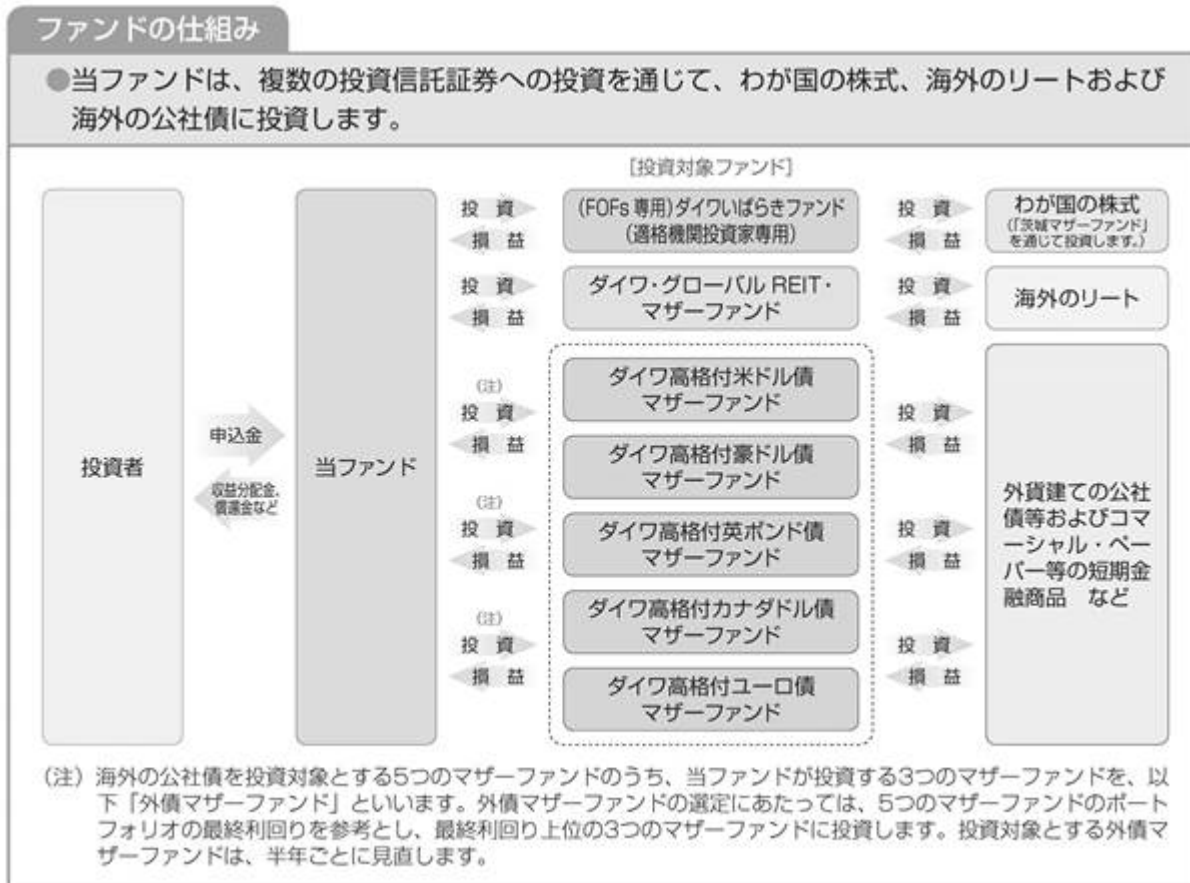 ファンドの仕組み
●当ファンドは、複数の投資信託証券への投資を通じて、わが国の株式、海外のリートおよび
海外の公社債に投資します。
[投資対象ファンド]
投資者
申込金
収益分配金、
償還金など
当ファンド
投 資
損 益
(FOFs専用)ダイワいばらきファンド
(適格機関投資家専用)
投 資
損 益
わが国の株式
(「茨城マザーファンド」
を通じて投資します。)
投 資
損 益
ダイワ・グローバル REIT・
マザーファンド
投 資
損 益
海外のリート
(注)
投 資
損 益
(注)
投 資
損 益
(注)
投 資
損 益
ダイワ高格付米ドル債
マザーファンド
ダイワ高格付豪ドル債
マザーファンド
ダイワ高格付英ポンド債
マザーファンド
ダイワ高格付カナダドル債
マザーファンド
ダイワ高格付ユーロ債
マザーファンド
投 資
損 益
投 資
損 益
投 資
損 益
外貨建ての公社
債等およびコマ
ーシャル・ペー
パー等の短期金
融商品 など
(注) 海外の公社債を投資対象とする5つのマザーファンドのうち、当ファンドが投資する3つのマザーファンドを、以
下「外債マザーファンド」といいます。外債マザーファンドの選定にあたっては、5つのマザーファンドのポート
フォリオの最終利回りを参考とし、最終利回り上位の3つのマザーファンドに投資します。投資対象とする外債マ
ザーファンドは、半年ごとに見直します。